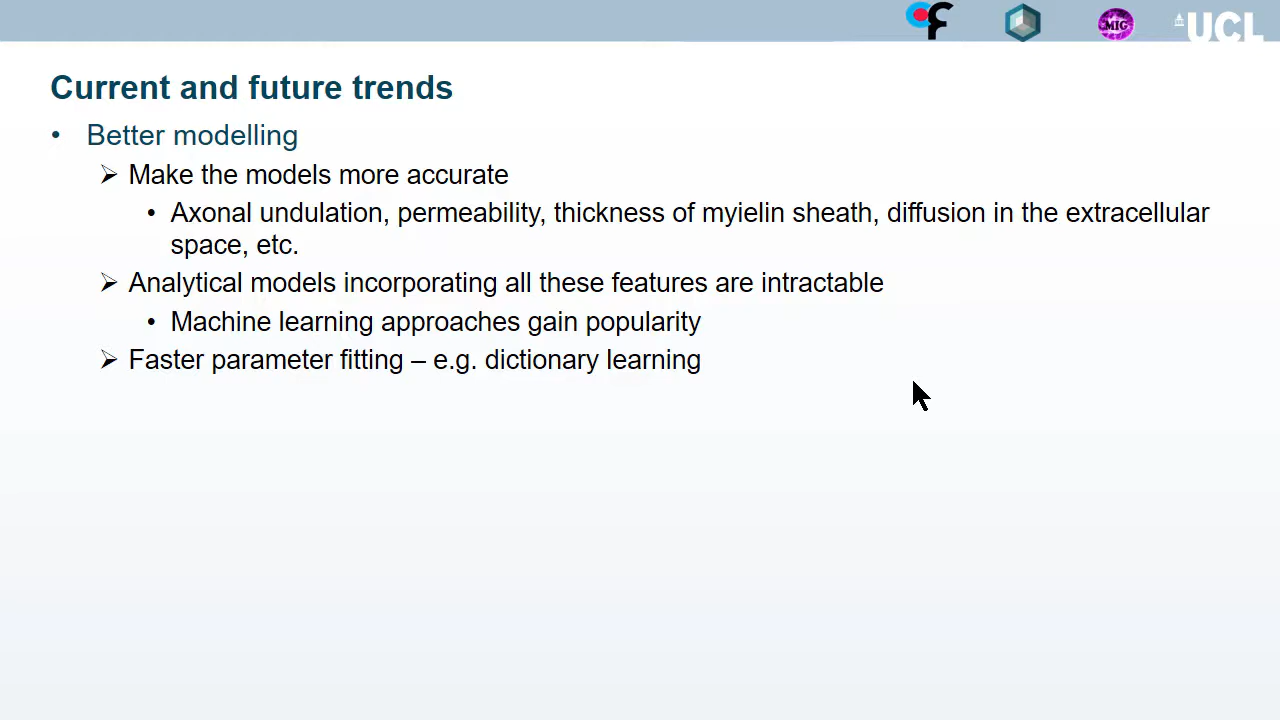 CF
MIG
UCL
Current and future trends
• Better modelling
➢ Make the models more accurate
• Axonal undulation, permeability, thickness of myielin sheath, diffusion in the extracellular
space, etc.
➢ Analytical models incorporating all these features are intractable
• Machine learning approaches gain popularity
➢ Faster parameter fitting – e.g. dictionary learning